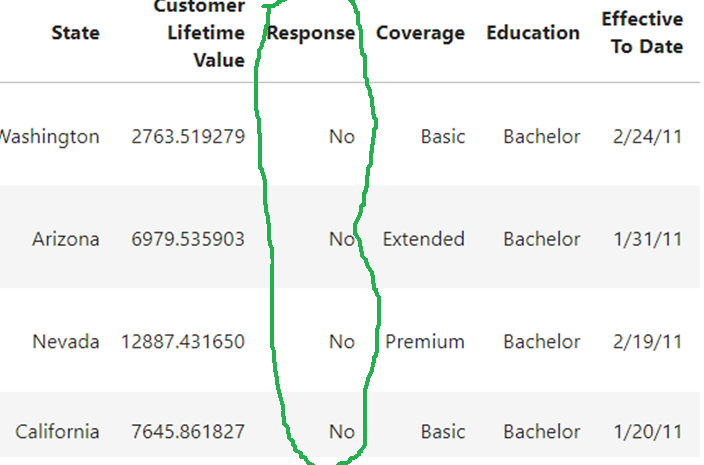 State Customer Lifetime Value Response Coverage Education Effective To Date
Washington 2763.519279 No Basic Bachelor 2/24/11
Arizona 6979.535903 No Extended Bachelor 1/31/11
Nevada 12887.431650 No Premium Bachelor 2/19/11
California 7645.861827 No Basic Bachelor 1/20/11